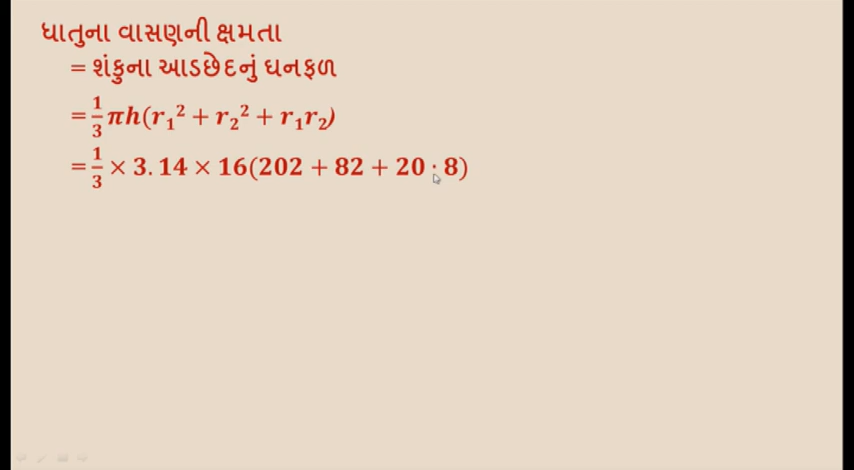 ધાતુના વાસણની ક્ષમતા
= શંકુના આડછેદનું ઘનફળ
= 1/3 πh(r₁² + r₂² + r₁r₂)
= 1/3 × 3.14 × 16(202 + 82 + 20 · 8)